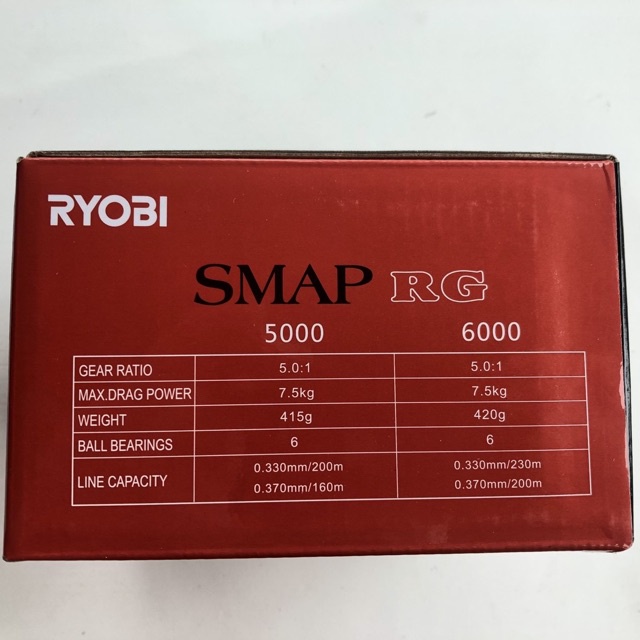 RYOBI
SMAP RG
5000 6000
GEAR RATIO 5.0:1 5.0:1
MAX.DRAG POWER 7.5kg 7.5kg
WEIGHT 415g 420g
BALL BEARINGS 6 6
LINE CAPACITY 0.330mm/200m 0.330mm/230m
0.370mm/160m 0.370mm/200m